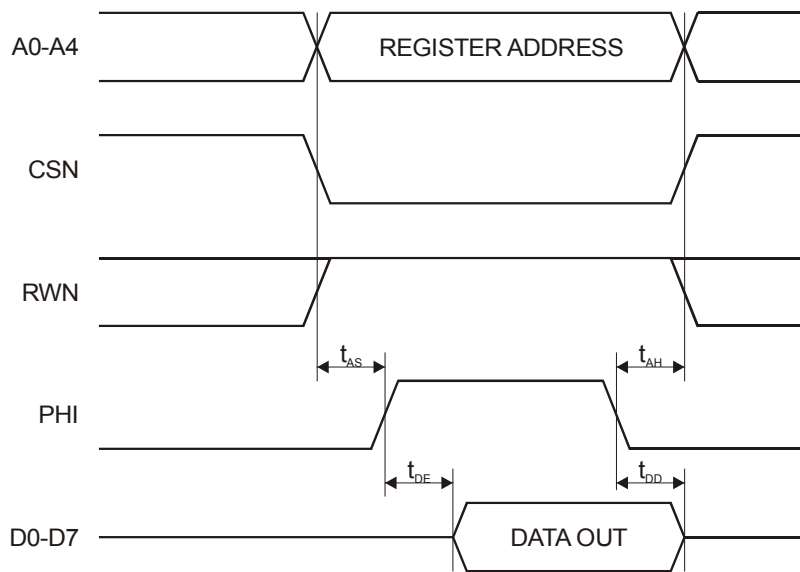 A0-A4
REGISTER ADDRESS
CSN
RWN
tAS
tAH
PHI
tDE
tDD
D0-D7
DATA OUT